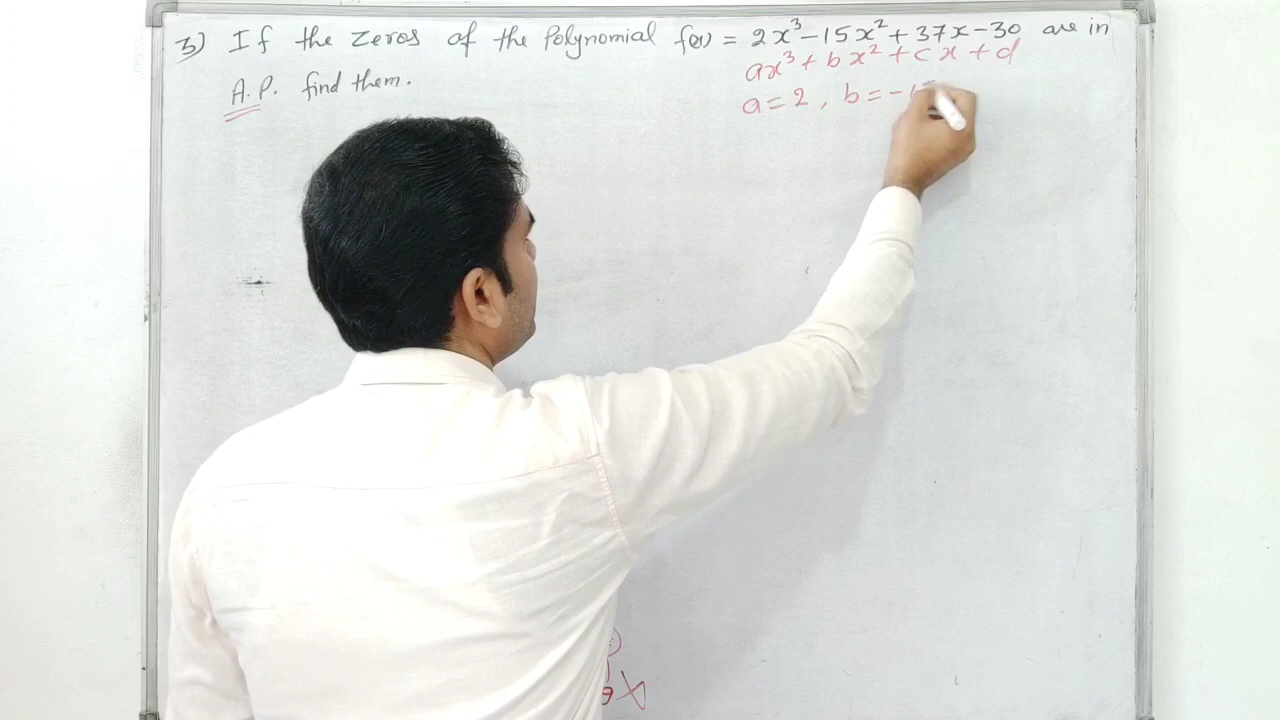 3) If the zeros of the Polynomial f(x) = 2x³-15x²+37x-30 are in
ax³+bx²+cx+d
A.P. find them.
a=2, b=-1